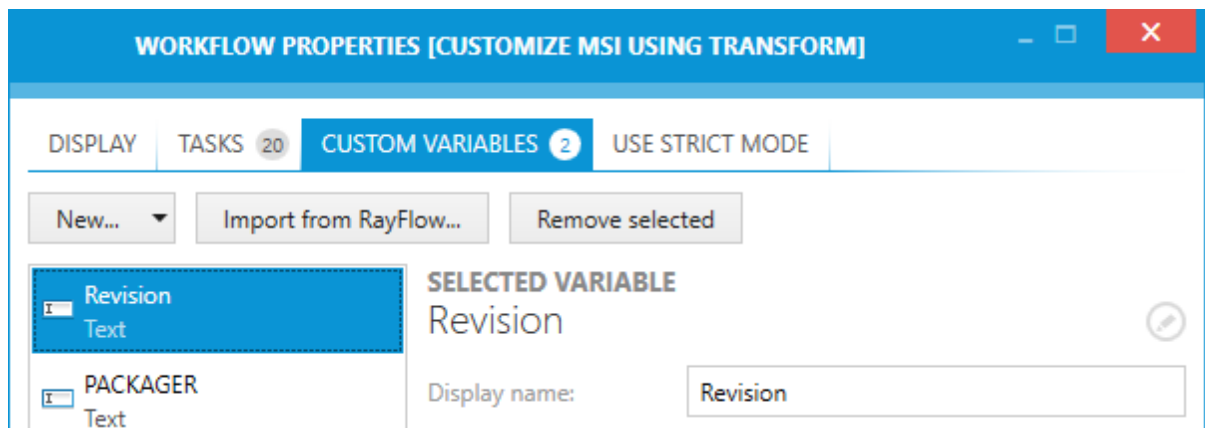 WORKFLOW PROPERTIES [CUSTOMIZE MSI USING TRANSFORM]
DISPLAY TASKS 20 CUSTOM VARIABLES 2 USE STRICT MODE
New... Import from RayFlow... Remove selected
Revision
Text
PACKAGER
Text
SELECTED VARIABLE
Revision
Display name: Revision